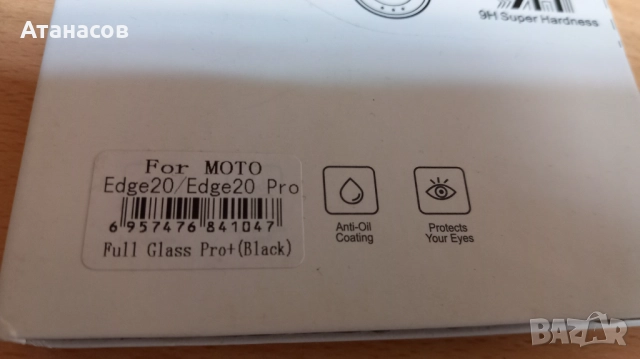 Атанасов
9H Super Hardness
For MOTO
Edge20/Edge20 Pro
6 957476 841047
Full Glass Pro+(Black)
Anti-Oil
Coating
Protects
Your Eyes
BAZAR